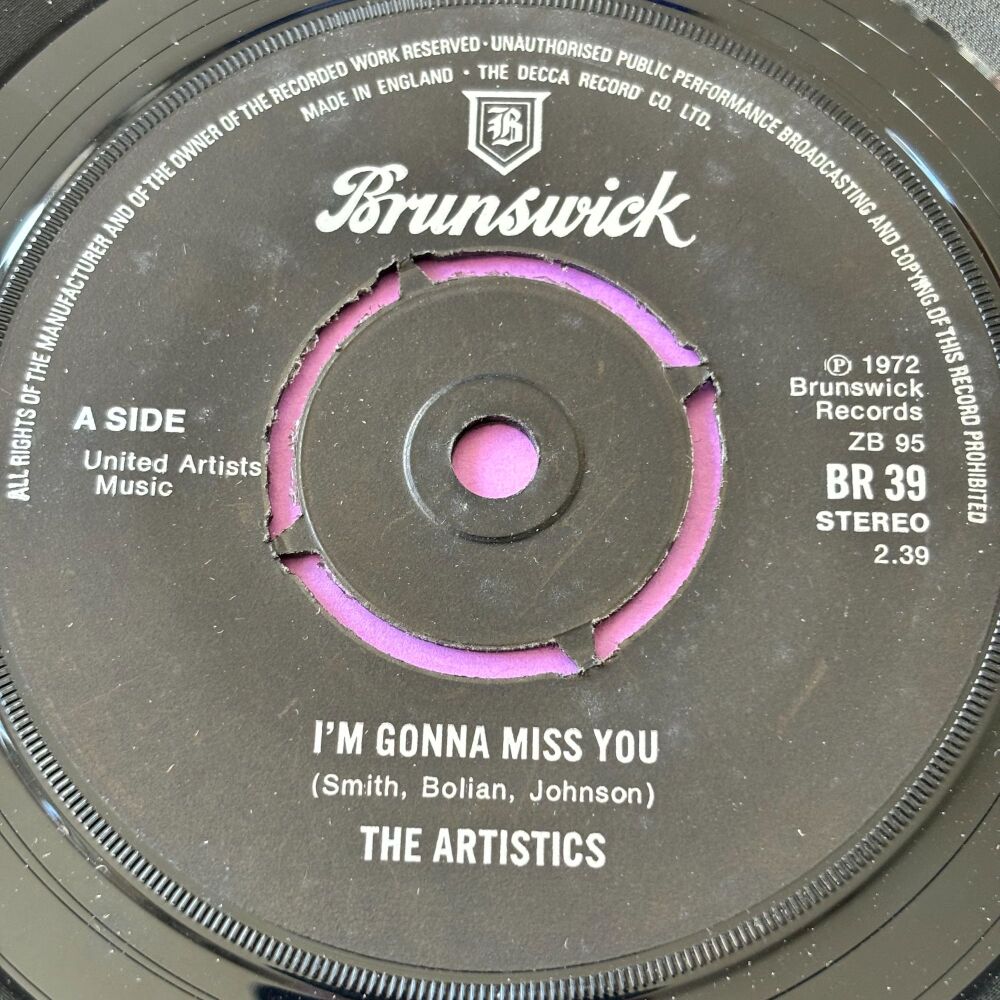 ALL RIGHTS OF THE MANUFACTURER AND OF THE OWNER OF THE RECORDED WORK RESERVED · UNAUTHORISED PUBLIC PERFORMANCE BROADCASTING AND COPYING OF THIS RECORD PROHIBITED
MADE IN ENGLAND · THE DECCA RECORD CO. LTD.
B
Brunswick
A SIDE
United Artists
Music
℗ 1972
Brunswick
Records
ZB 95
BR 39
STEREO
2.39
I'M GONNA MISS YOU
(Smith, Bolian, Johnson)
THE ARTISTICS